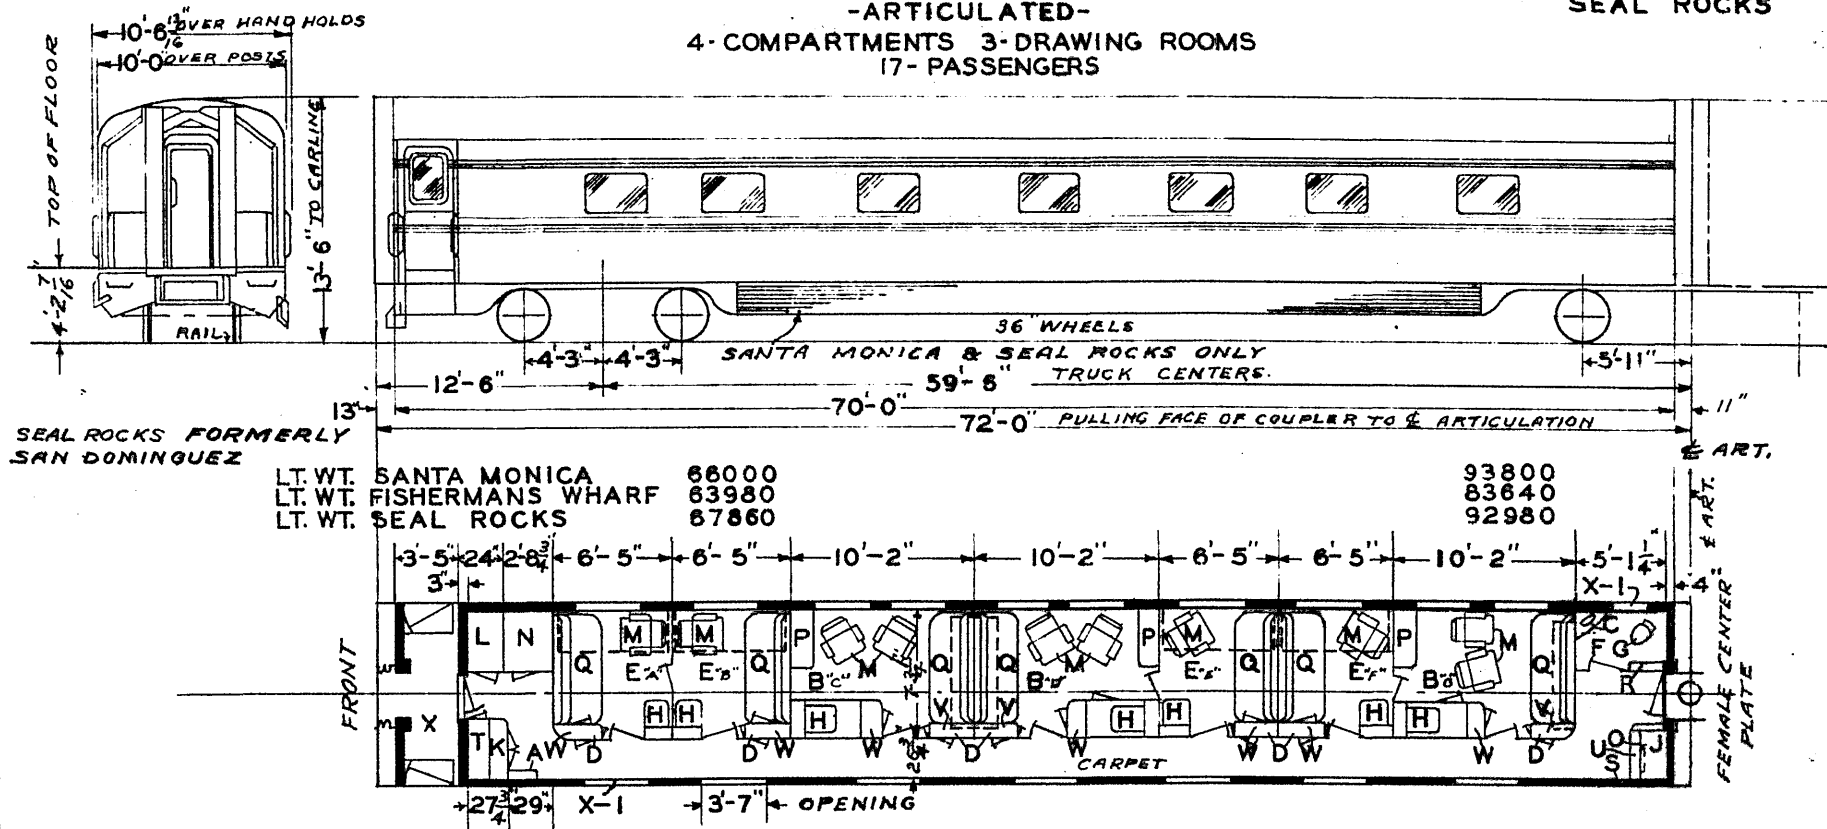 -ARTICULATED-
SEAL ROCKS
4-COMPARTMENTS 3-DRAWING ROOMS
17-PASSENGERS
10'-6 13/16" OVER HAND HOLDS
10'-0" OVER POSTS
TOP OF FLOOR
4'-2 7/16"
13'-6" TO CARLINE
RAIL
36" WHEELS
SANTA MONICA & SEAL ROCKS ONLY
4'-3" 4'-3"
5'-11"
TRUCK CENTERS.
12'-6" 59'-6"
13" 70'-0" 11"
72'-0" PULLING FACE OF COUPLER TO ℄ ARTICULATION
SEAL ROCKS FORMERLY
SAN DOMINGUEZ
℄ ART.
LT. WT. SANTA MONICA 66000 93800
LT. WT. FISHERMANS WHARF 63980 83640
LT. WT. SEAL ROCKS 67860 92980
℄ ART.
3'-5" 24" 2'-8 3/4" 6'-5" 6'-5" 10'-2" 10'-2" 6'-5" 6'-5" 10'-2" 5'-1 1/4"
3" X-1 4"
FRONT
L N Q M M Q P M Q Q M P M Q Q M P M Q C F G
E"A" E"B" B"C" B"D" E"E" E"F" R
X H H H V V H H H H
T K A W D D W W D W W D W W D U O S J
CARPET
FEMALE CENTER
PLATE
27 3/4" 29" X-1 3'-7" OPENING